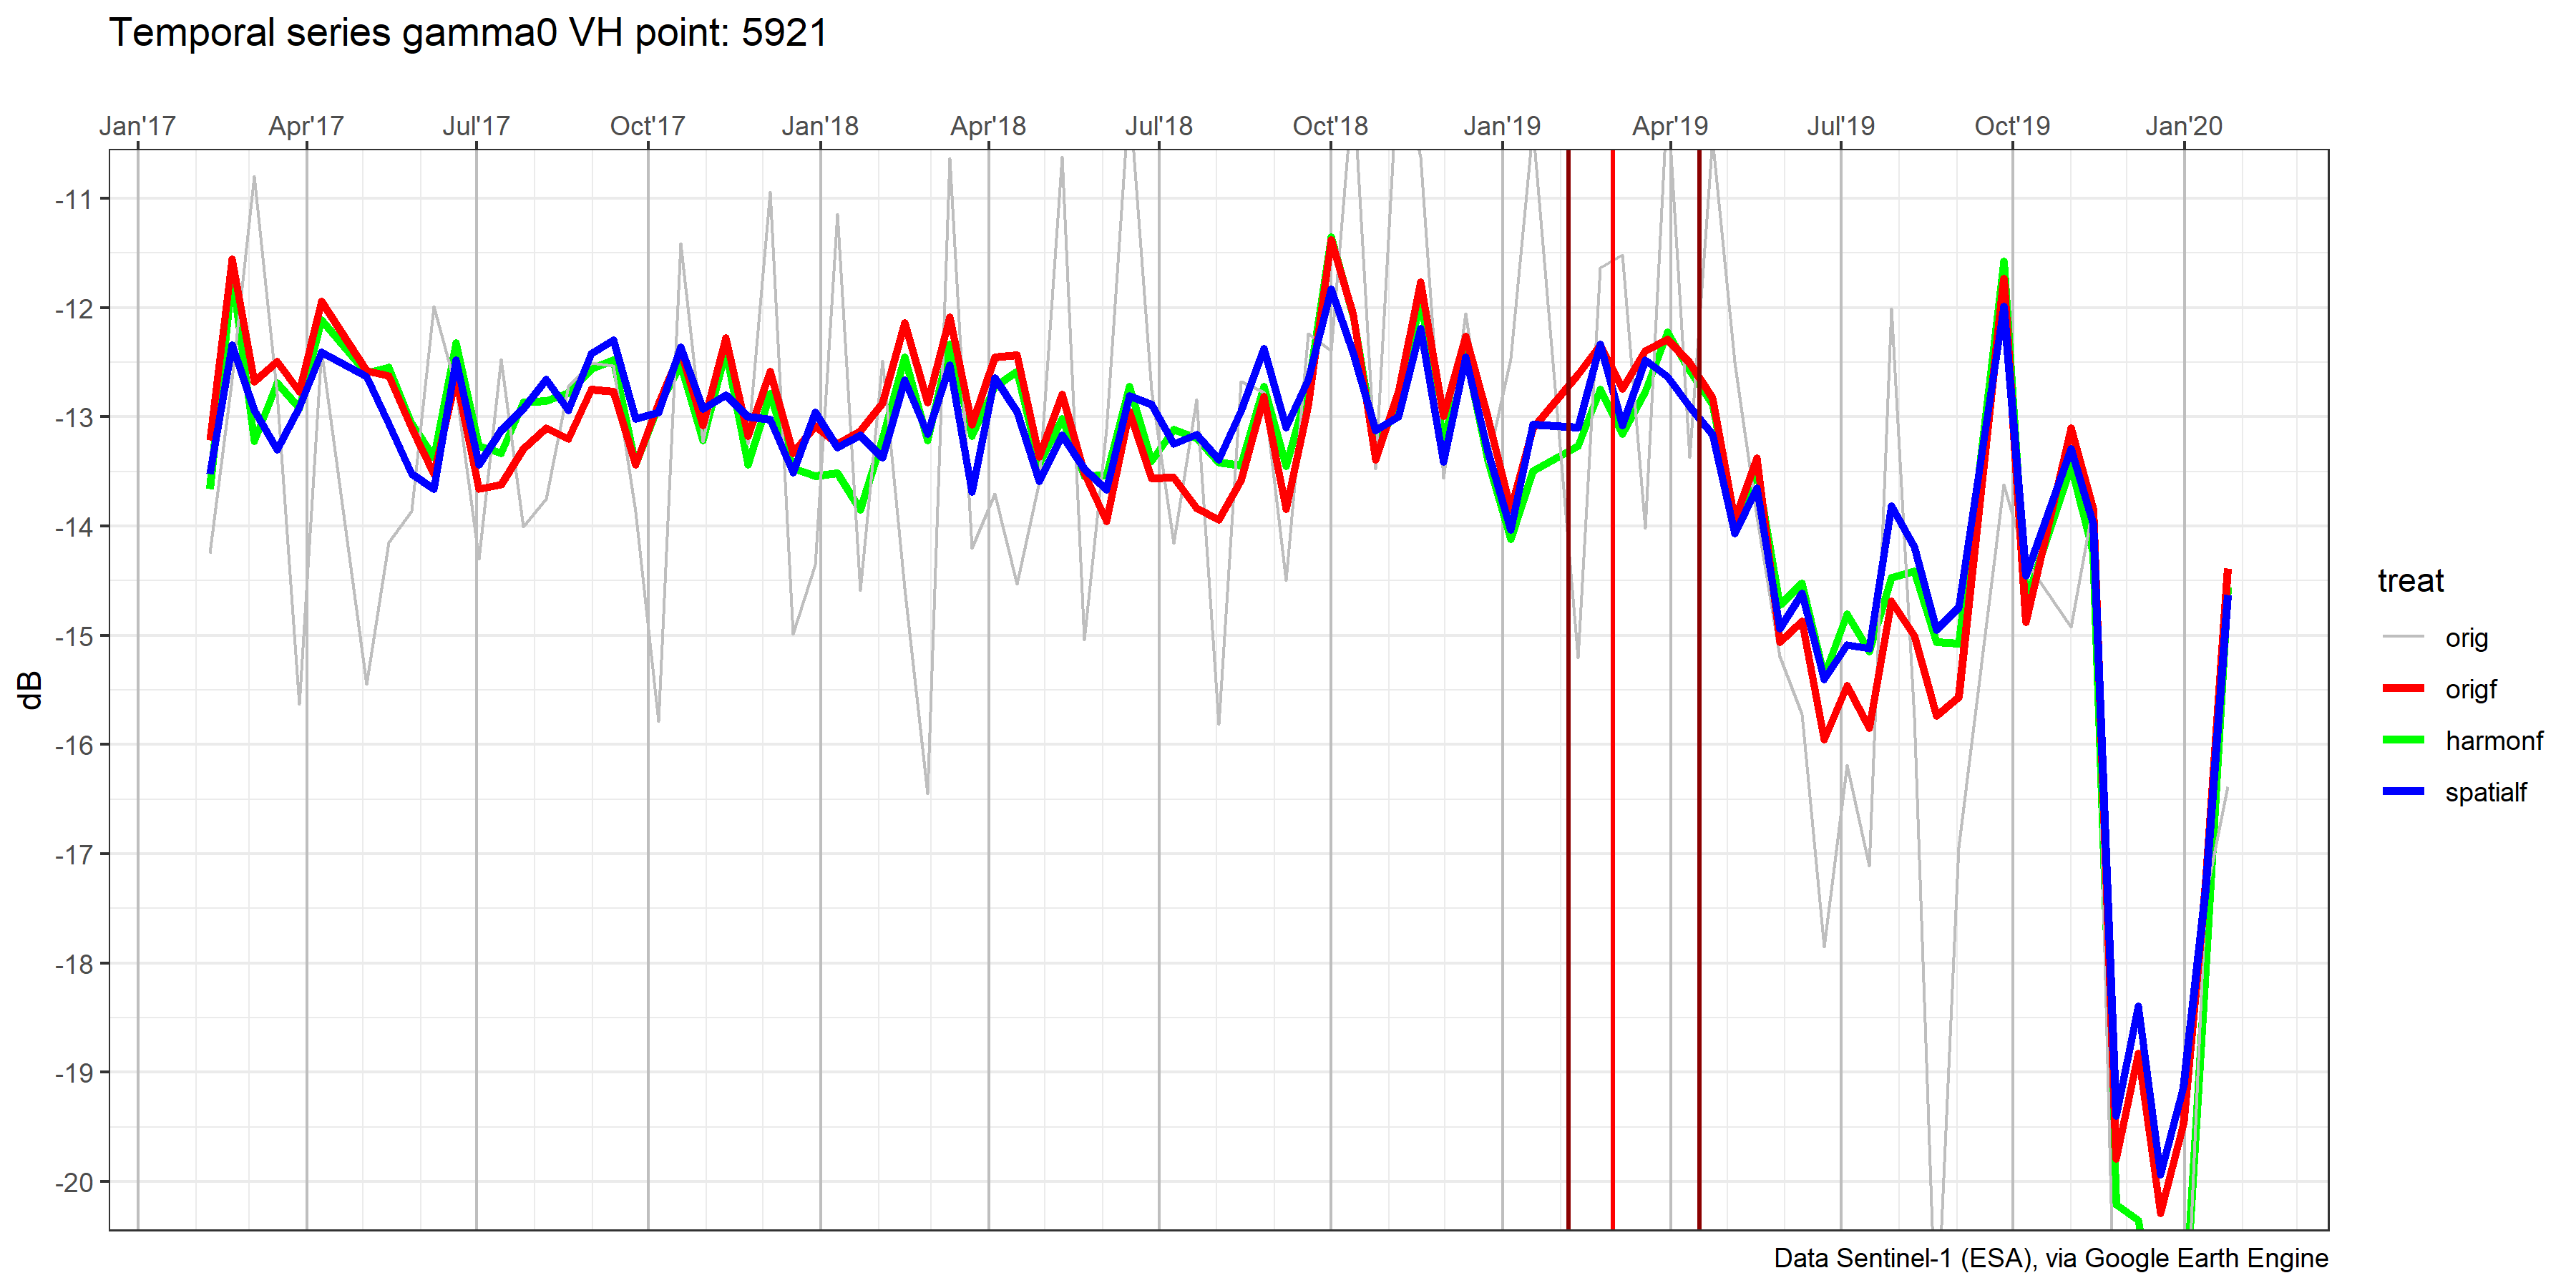 Temporal series gamma0 VH point: 5921
Jan'17 Apr'17 Jul'17 Oct'17 Jan'18 Apr'18 Jul'18 Oct'18 Jan'19 Apr'19 Jul'19 Oct'19 Jan'20
-11
-12
-13
-14
-15
-16
-17
-18
-19
-20
dB
treat
orig
origf
harmonf
spatialf
Data Sentinel-1 (ESA), via Google Earth Engine